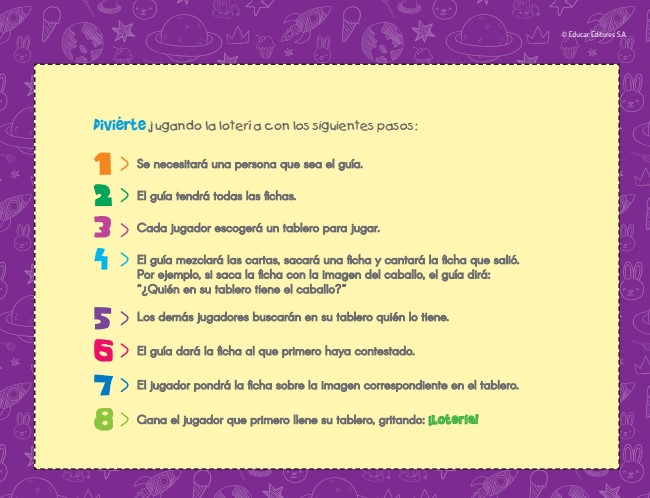 © Educar Editores S.A.
Diviérte jugando la lotería con los siguientes pasos:
1 Se necesitará una persona que sea el guía.
2 El guía tendrá todas las fichas.
3 Cada jugador escogerá un tablero para jugar.
4 El guía mezclará las cartas, sacará una ficha y cantará la ficha que salió.
Por ejemplo, si saca la ficha con la imagen del caballo, el guía dirá:
“¿Quién en su tablero tiene el caballo?”
5 Los demás jugadores buscarán en su tablero quién lo tiene.
6 El guía dará la ficha al que primero haya contestado.
7 El jugador pondrá la ficha sobre la imagen correspondiente en el tablero.
8 Gana el jugador que primero llene su tablero, gritando: ¡Lotería!